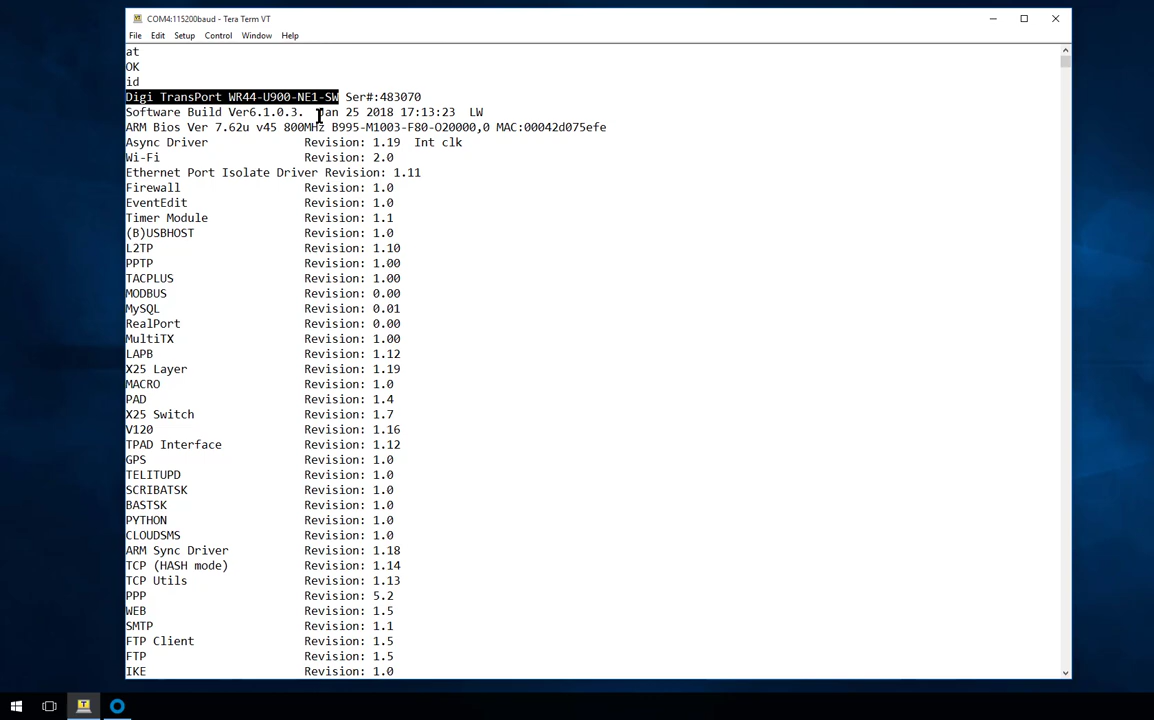 COM4:115200baud - Tera Term VT
File Edit Setup Control Window Help
at
OK
id
Digi TransPort WR44-U900-NE1-SW Ser#:483070
Software Build Ver6.1.0.3.  Jan 25 2018 17:13:23  LW
ARM Bios Ver 7.62u v45 800MHz B995-M1003-F80-O20000,0 MAC:00042d075efe
Async Driver Revision: 1.19  Int clk
Wi-Fi Revision: 2.0
Ethernet Port Isolate Driver Revision: 1.11
Firewall Revision: 1.0
EventEdit Revision: 1.0
Timer Module Revision: 1.1
(B)USBHOST Revision: 1.0
L2TP Revision: 1.10
PPTP Revision: 1.00
TACPLUS Revision: 1.00
MODBUS Revision: 0.00
MySQL Revision: 0.01
RealPort Revision: 0.00
MultiTX Revision: 1.00
LAPB Revision: 1.12
X25 Layer Revision: 1.19
MACRO Revision: 1.0
PAD Revision: 1.4
X25 Switch Revision: 1.7
V120 Revision: 1.16
TPAD Interface Revision: 1.12
GPS Revision: 1.0
TELITUPD Revision: 1.0
SCRIBATSK Revision: 1.0
BASTSK Revision: 1.0
PYTHON Revision: 1.0
CLOUDSMS Revision: 1.0
ARM Sync Driver Revision: 1.18
TCP (HASH mode) Revision: 1.14
TCP Utils Revision: 1.13
PPP Revision: 5.2
WEB Revision: 1.5
SMTP Revision: 1.1
FTP Client Revision: 1.5
FTP Revision: 1.5
IKE Revision: 1.0